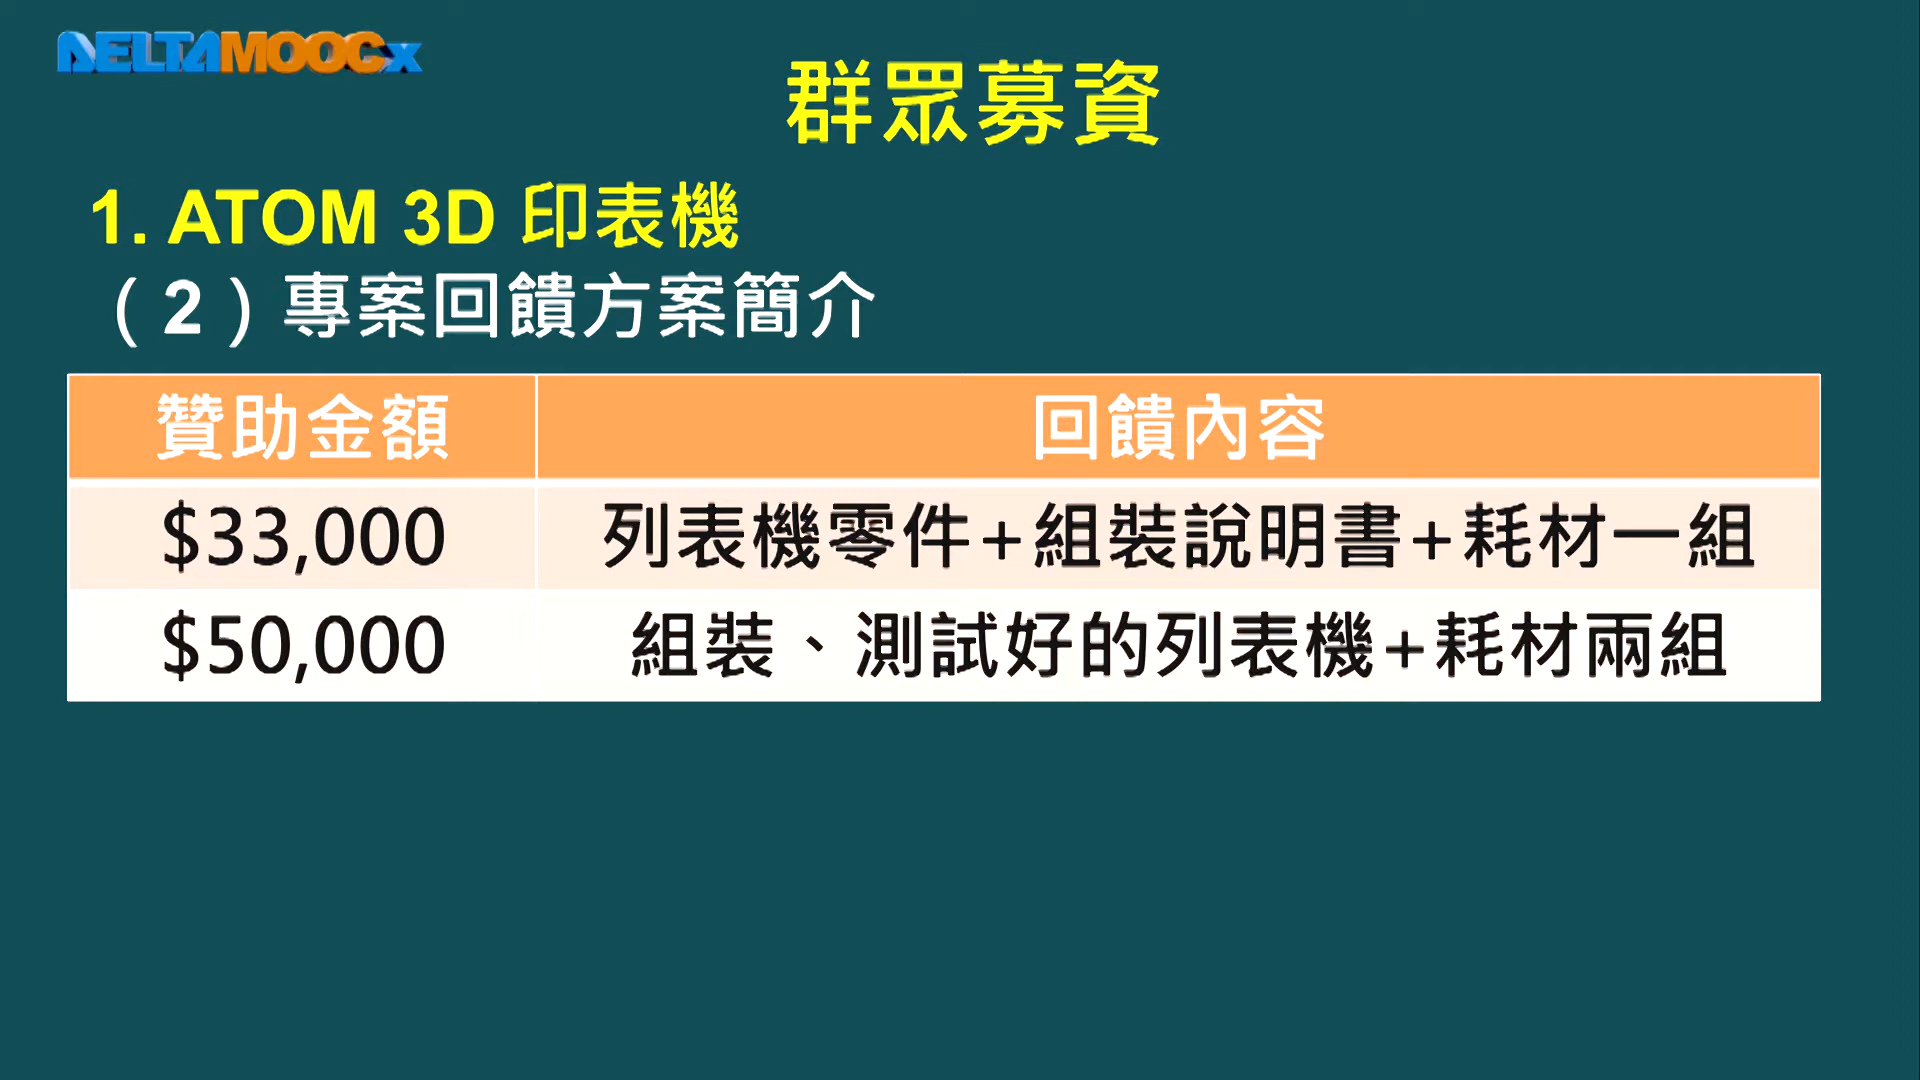 DELTAMOOCx
群眾募資
1. ATOM 3D 印表機
（2）專案回饋方案簡介
贊助金額 回饋內容
$33,000 列表機零件+組裝說明書+耗材一組
$50,000 組裝、測試好的列表機+耗材兩組